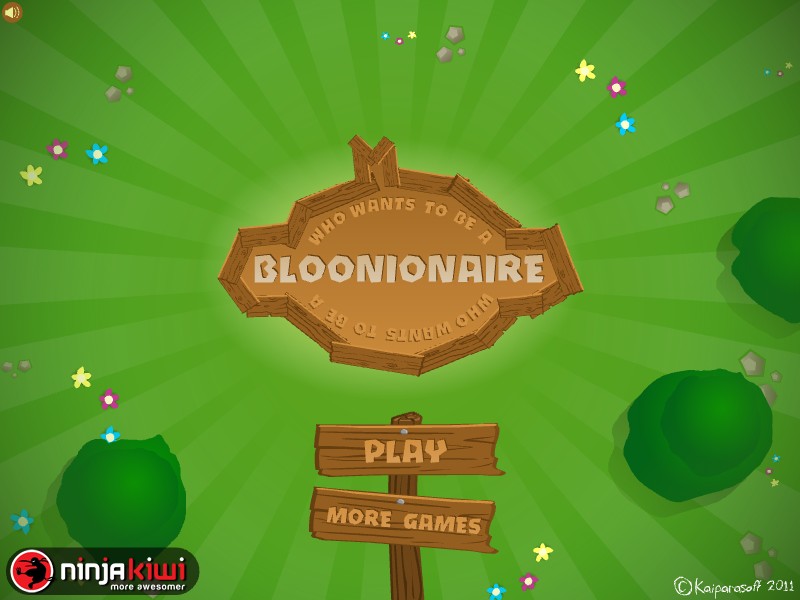 WHO WANTS TO BE A
BLOONIONAIRE
WHO WANTS TO BE A
PLAY
MORE GAMES
ninjakiwi
more awesomer
©Kaiparasoft 2011